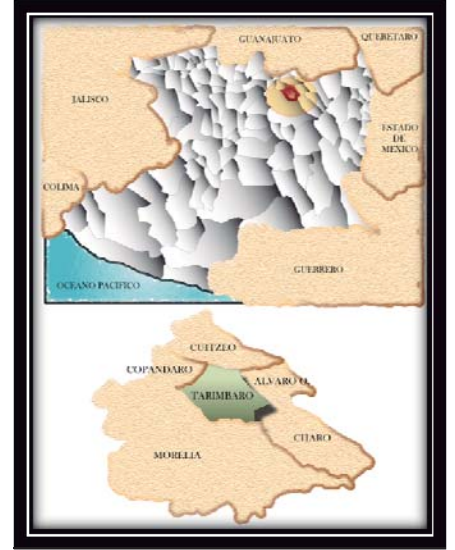 GUANAJUATO
QUERETARO
JALISCO
ESTADO
DE
MEXICO
COLIMA
GUERRERO
OCEANO PACIFICO
CUITZEO
COPANDARO
ALVARO O.
TARIMBARO
CHARO
MORELIA